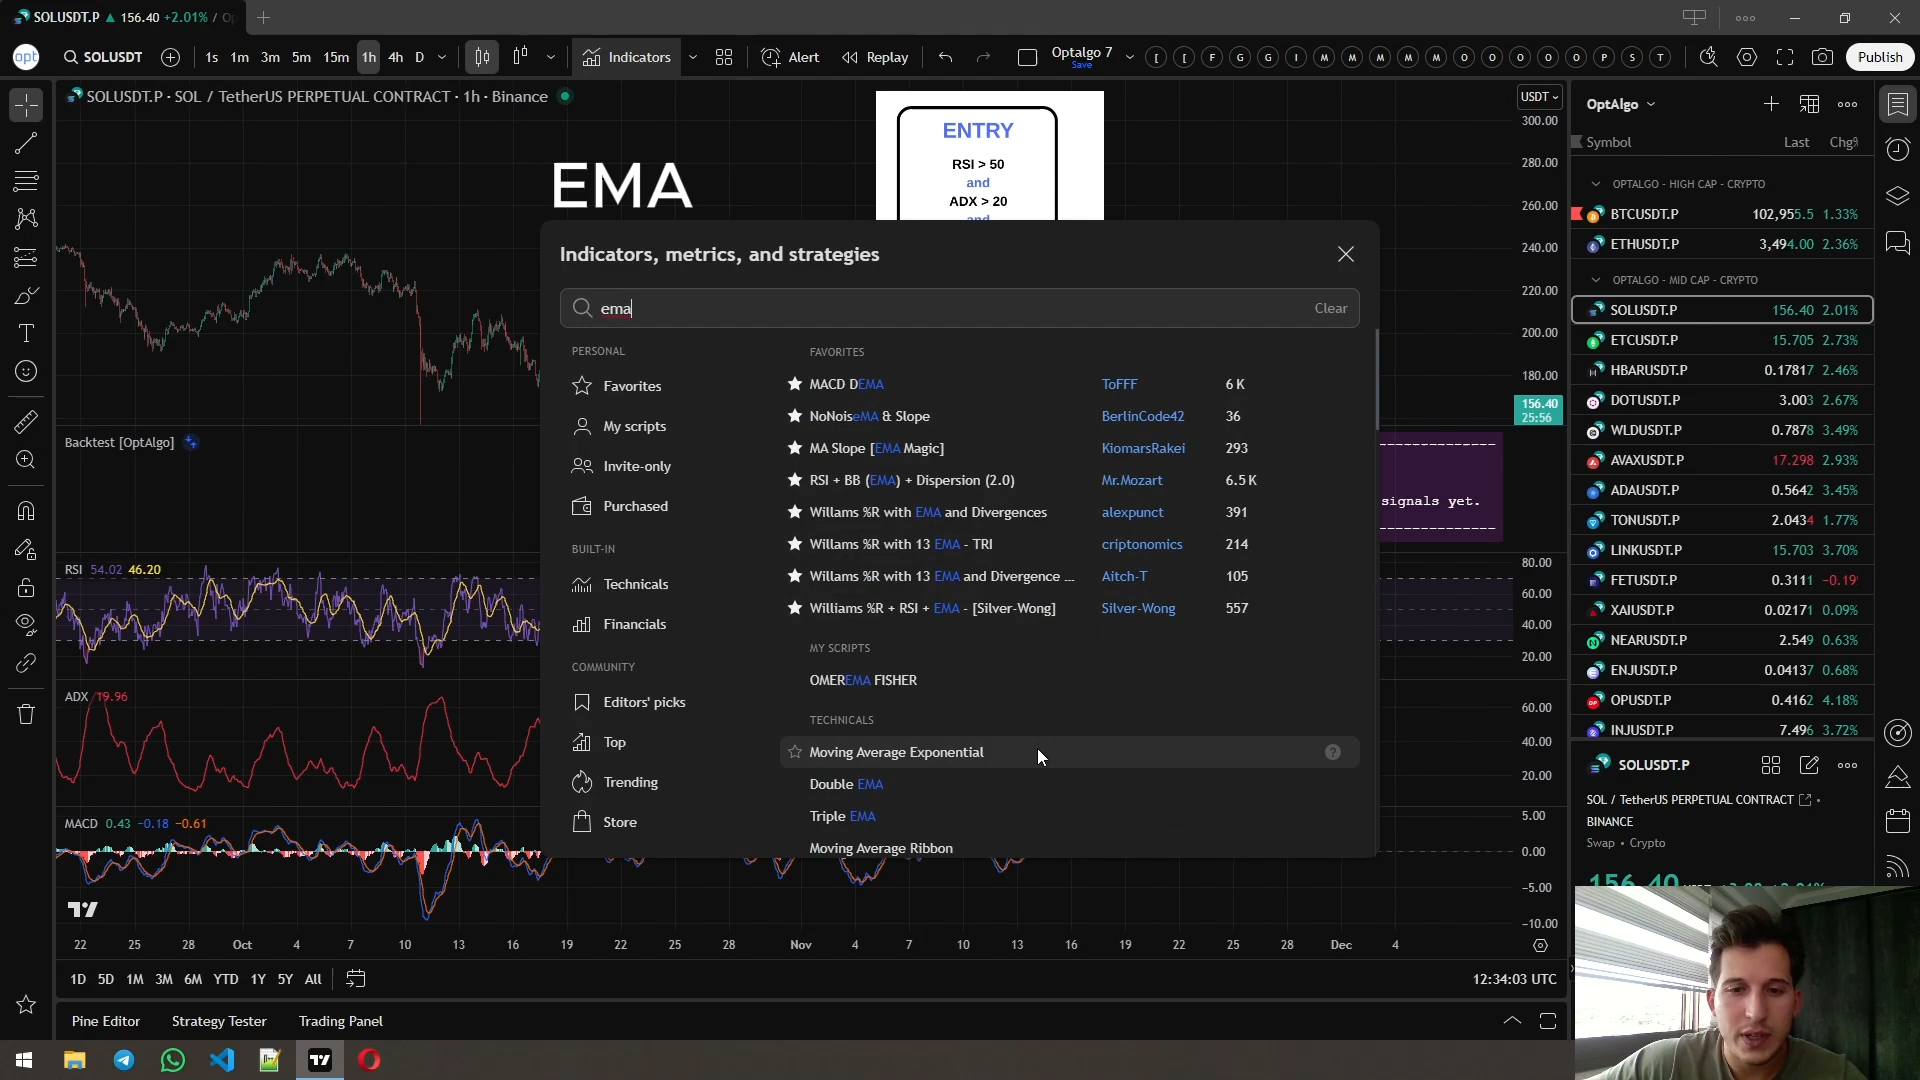 SOLUSDT.P ▲ 156.40 +2.01% / Op
opt
SOLUSDT
1s 1m 3m 5m 15m 1h 4h D
Indicators
Alert
Replay
Optalgo 7
Save
[ [ F G G I M M M M M O O O O O P S T
Publish
SOLUSDT.P · SOL / TetherUS PERPETUAL CONTRACT · 1h · Binance
USDT
300.00
280.00
260.00
240.00
220.00
200.00
180.00
156.40
25:56
EMA
ENTRY
RSI > 50
and
ADX > 20
and
Indicators, metrics, and strategies
ema
Clear
PERSONAL
Favorites
My scripts
Invite-only
Purchased
BUILT-IN
Technicals
Financials
COMMUNITY
Editors' picks
Top
Trending
Store
FAVORITES
MACD DEMA ToFFF 6 K
NoNoiseMA & Slope BerlinCode42 36
MA Slope [EMA Magic] KiomarsRakei 293
RSI + BB (EMA) + Dispersion (2.0) Mr.Mozart 6.5 K
Willams %R with EMA and Divergences alexpunct 391
Willams %R with 13 EMA - TRI criptonomics 214
Willams %R with 13 EMA and Divergence ... Aitch-T 105
Williams %R + RSI + EMA - [Silver-Wong] Silver-Wong 557
MY SCRIPTS
OMEREMA FISHER
TECHNICALS
Moving Average Exponential
?
Double EMA
Triple EMA
Moving Average Ribbon
Backtest [OptAlgo]
signals yet.
RSI 54.02 46.20
80.00
60.00
40.00
20.00
ADX 19.96
60.00
40.00
20.00
MACD 0.43 −0.18 −0.61
5.00
0.00
−5.00
−10.00
22 25 28 Oct 4 7 10 13 16 19 22 25 28 Nov 4 7 10 13 16 19 22 25 28 Dec 4
1D 5D 1M 3M 6M YTD 1Y 5Y All
12:34:03 UTC
Pine Editor Strategy Tester Trading Panel
OptAlgo
Symbol Last Chg%
OPTALGO - HIGH CAP - CRYPTO
BTCUSDT.P 102,955.5 1.33%
ETHUSDT.P 3,494.00 2.36%
OPTALGO - MID CAP - CRYPTO
SOLUSDT.P 156.40 2.01%
ETCUSDT.P 15.705 2.73%
HBARUSDT.P 0.17817 2.46%
DOTUSDT.P 3.003 2.67%
WLDUSDT.P 0.7878 3.49%
AVAXUSDT.P 17.298 2.93%
ADAUSDT.P 0.5642 3.45%
TONUSDT.P 2.0434 1.77%
LINKUSDT.P 15.703 3.70%
FETUSDT.P 0.3111 −0.19
XAIUSDT.P 0.02171 0.09%
NEARUSDT.P 2.549 0.63%
ENJUSDT.P 0.04137 0.68%
OPUSDT.P 0.4162 4.18%
INJUSDT.P 7.496 3.72%
SOLUSDT.P
SOL / TetherUS PERPETUAL CONTRACT
BINANCE
Swap • Crypto
156.40